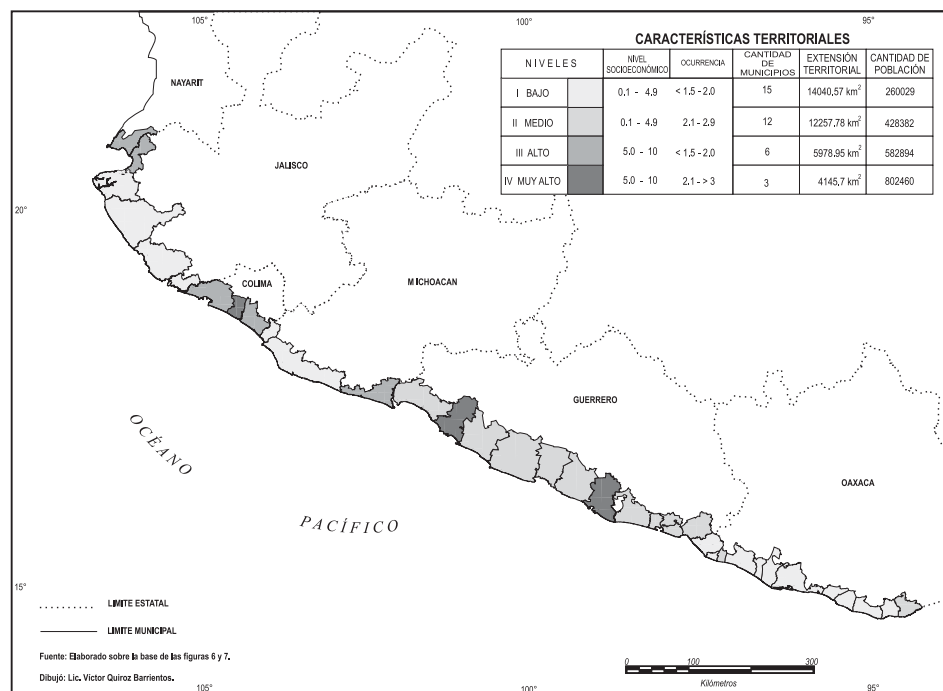 105°
100°
95°
CARACTERÍSTICAS TERRITORIALES
NIVELES
NIVEL SOCIOECONÓMICO
OCURRENCIA
CANTIDAD DE MUNICIPIOS
EXTENSIÓN TERRITORIAL
CANTIDAD DE POBLACIÓN
I BAJO 0.1 - 4.9 < 1.5 - 2.0 15 14040,57 km² 260029
II MEDIO 0.1 - 4.9 2.1 - 2.9 12 12257,78 km² 428382
III ALTO 5.0 - 10 < 1.5 - 2.0 6 5978,95 km² 582894
IV MUY ALTO 5.0 - 10 2.1 - > 3 3 4145,7 km² 802460
NAYARIT
JALISCO
20°
COLIMA
MICHOACAN
GUERRERO
OAXACA
OCÉANO
PACÍFICO
15°
LIMITE ESTATAL
LIMITE MUNICIPAL
Fuente: Elaborado sobre la base de las figuras 6 y 7.
Dibujó: Lic. Víctor Quiroz Barrientos.
0 100 300
Kilómetros
105°
100°
95°